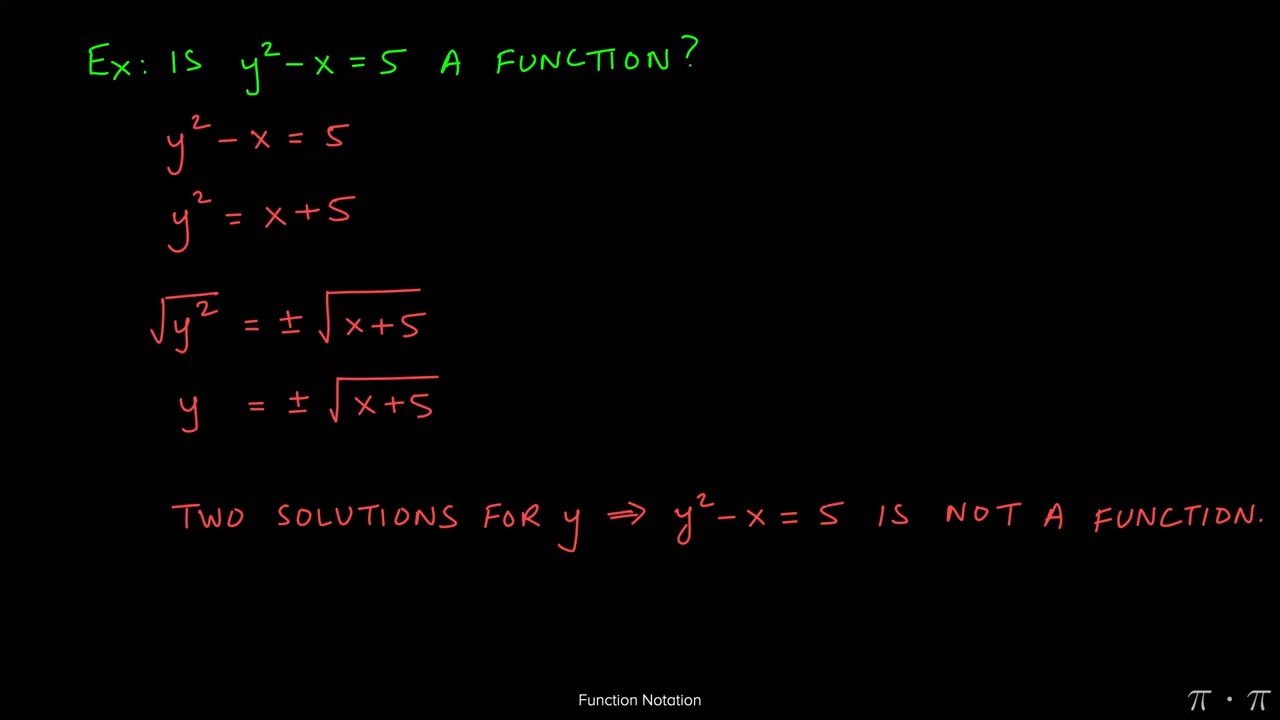 Ex: IS y² - x = 5 A FUNCTION?
y² - x = 5
y² = x + 5
√y² = ± √x + 5
y = ± √x + 5
TWO SOLUTIONS FOR y ⇒ y² - x = 5 IS NOT A FUNCTION.
Function Notation
π · π